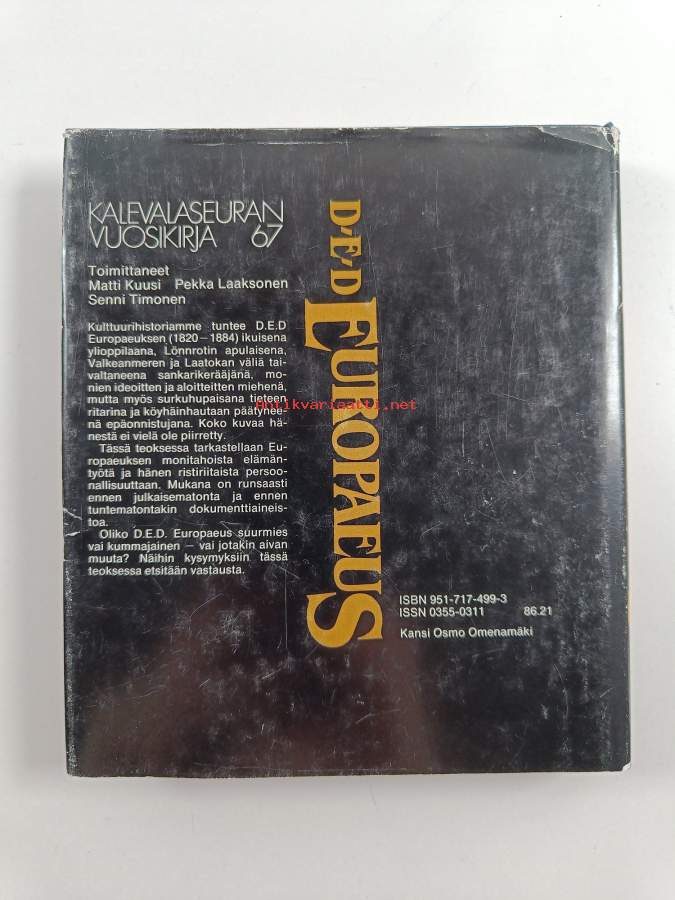 KALEVALASEURAN
VUOSIKIRJA 67
Toimittaneet
Matti Kuusi Pekka Laaksonen
Senni Timonen
Kulttuurihistoriamme tuntee D.E.D
Europaeuksen (1820–1884) ikuisena
ylioppilaana, Lönnrotin apulaisena,
Valkeanmeren ja Laatokan väliä tai-
valtaneena sankarikerääjänä, mo-
nien ideoitten ja aloitteitten miehenä,
mutta myös surkuhupaisana tieteen
ritarina ja köyhäinhautaan päätynee-
nä epäonnistujana. Koko kuvaa hä-
nestä ei vielä ole piirretty.
Tässä teoksessa tarkastellaan Eu-
ropaeuksen monitahoista elämän-
työtä ja hänen ristiriitaista persoo-
nallisuuttaan. Mukana on runsaasti
ennen julkaisematonta ja ennen
tuntematontakin dokumenttiaineis-
toa.
Oliko D.E.D. Europaeus suurmies
vai kummajainen – vai jotakin aivan
muuta? Näihin kysymyksiin tässä
teoksessa etsitään vastausta.
D·E·D EUROPAEUS
Antikvariaatti.net
ISBN 951-717-499-3
ISSN 0355-0311 86.21
Kansi Osmo Omenamäki